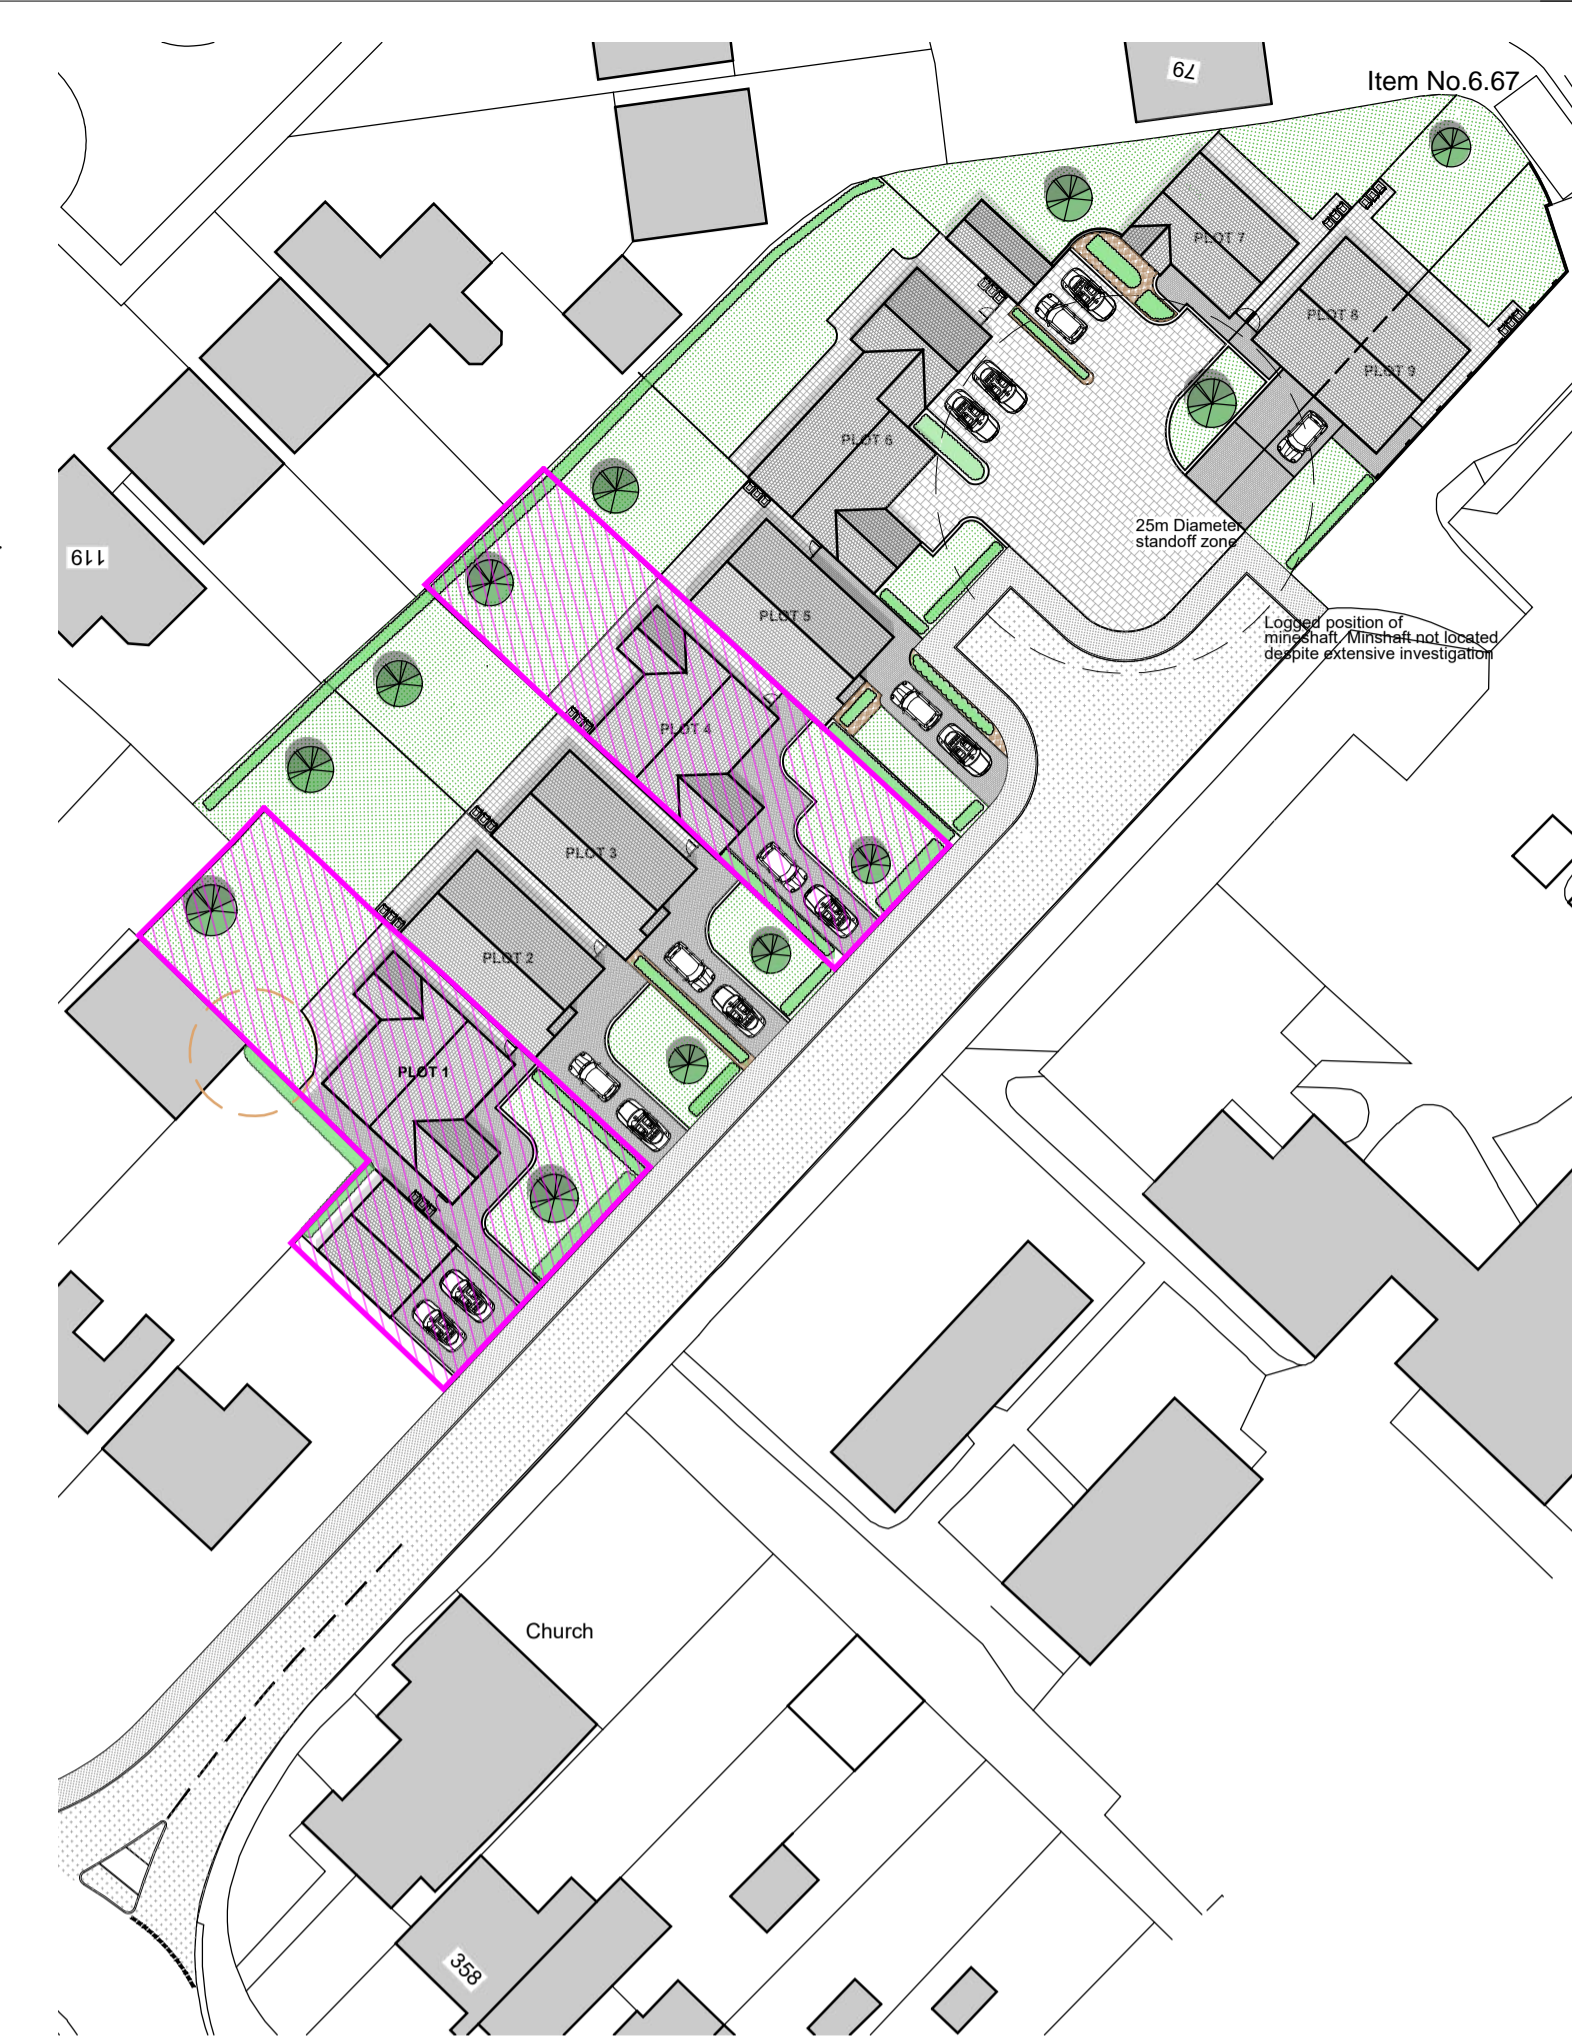 79
Item No.6.67
PLOT 7
PLOT 8
PLOT 9
PLOT 6
25m Diameter
standoff zone
119
PLOT 5
Logged position of
mineshaft. Minshaft not located
despite extensive investigation
PLOT 4
PLOT 3
PLOT 2
PLOT 1
Church
358